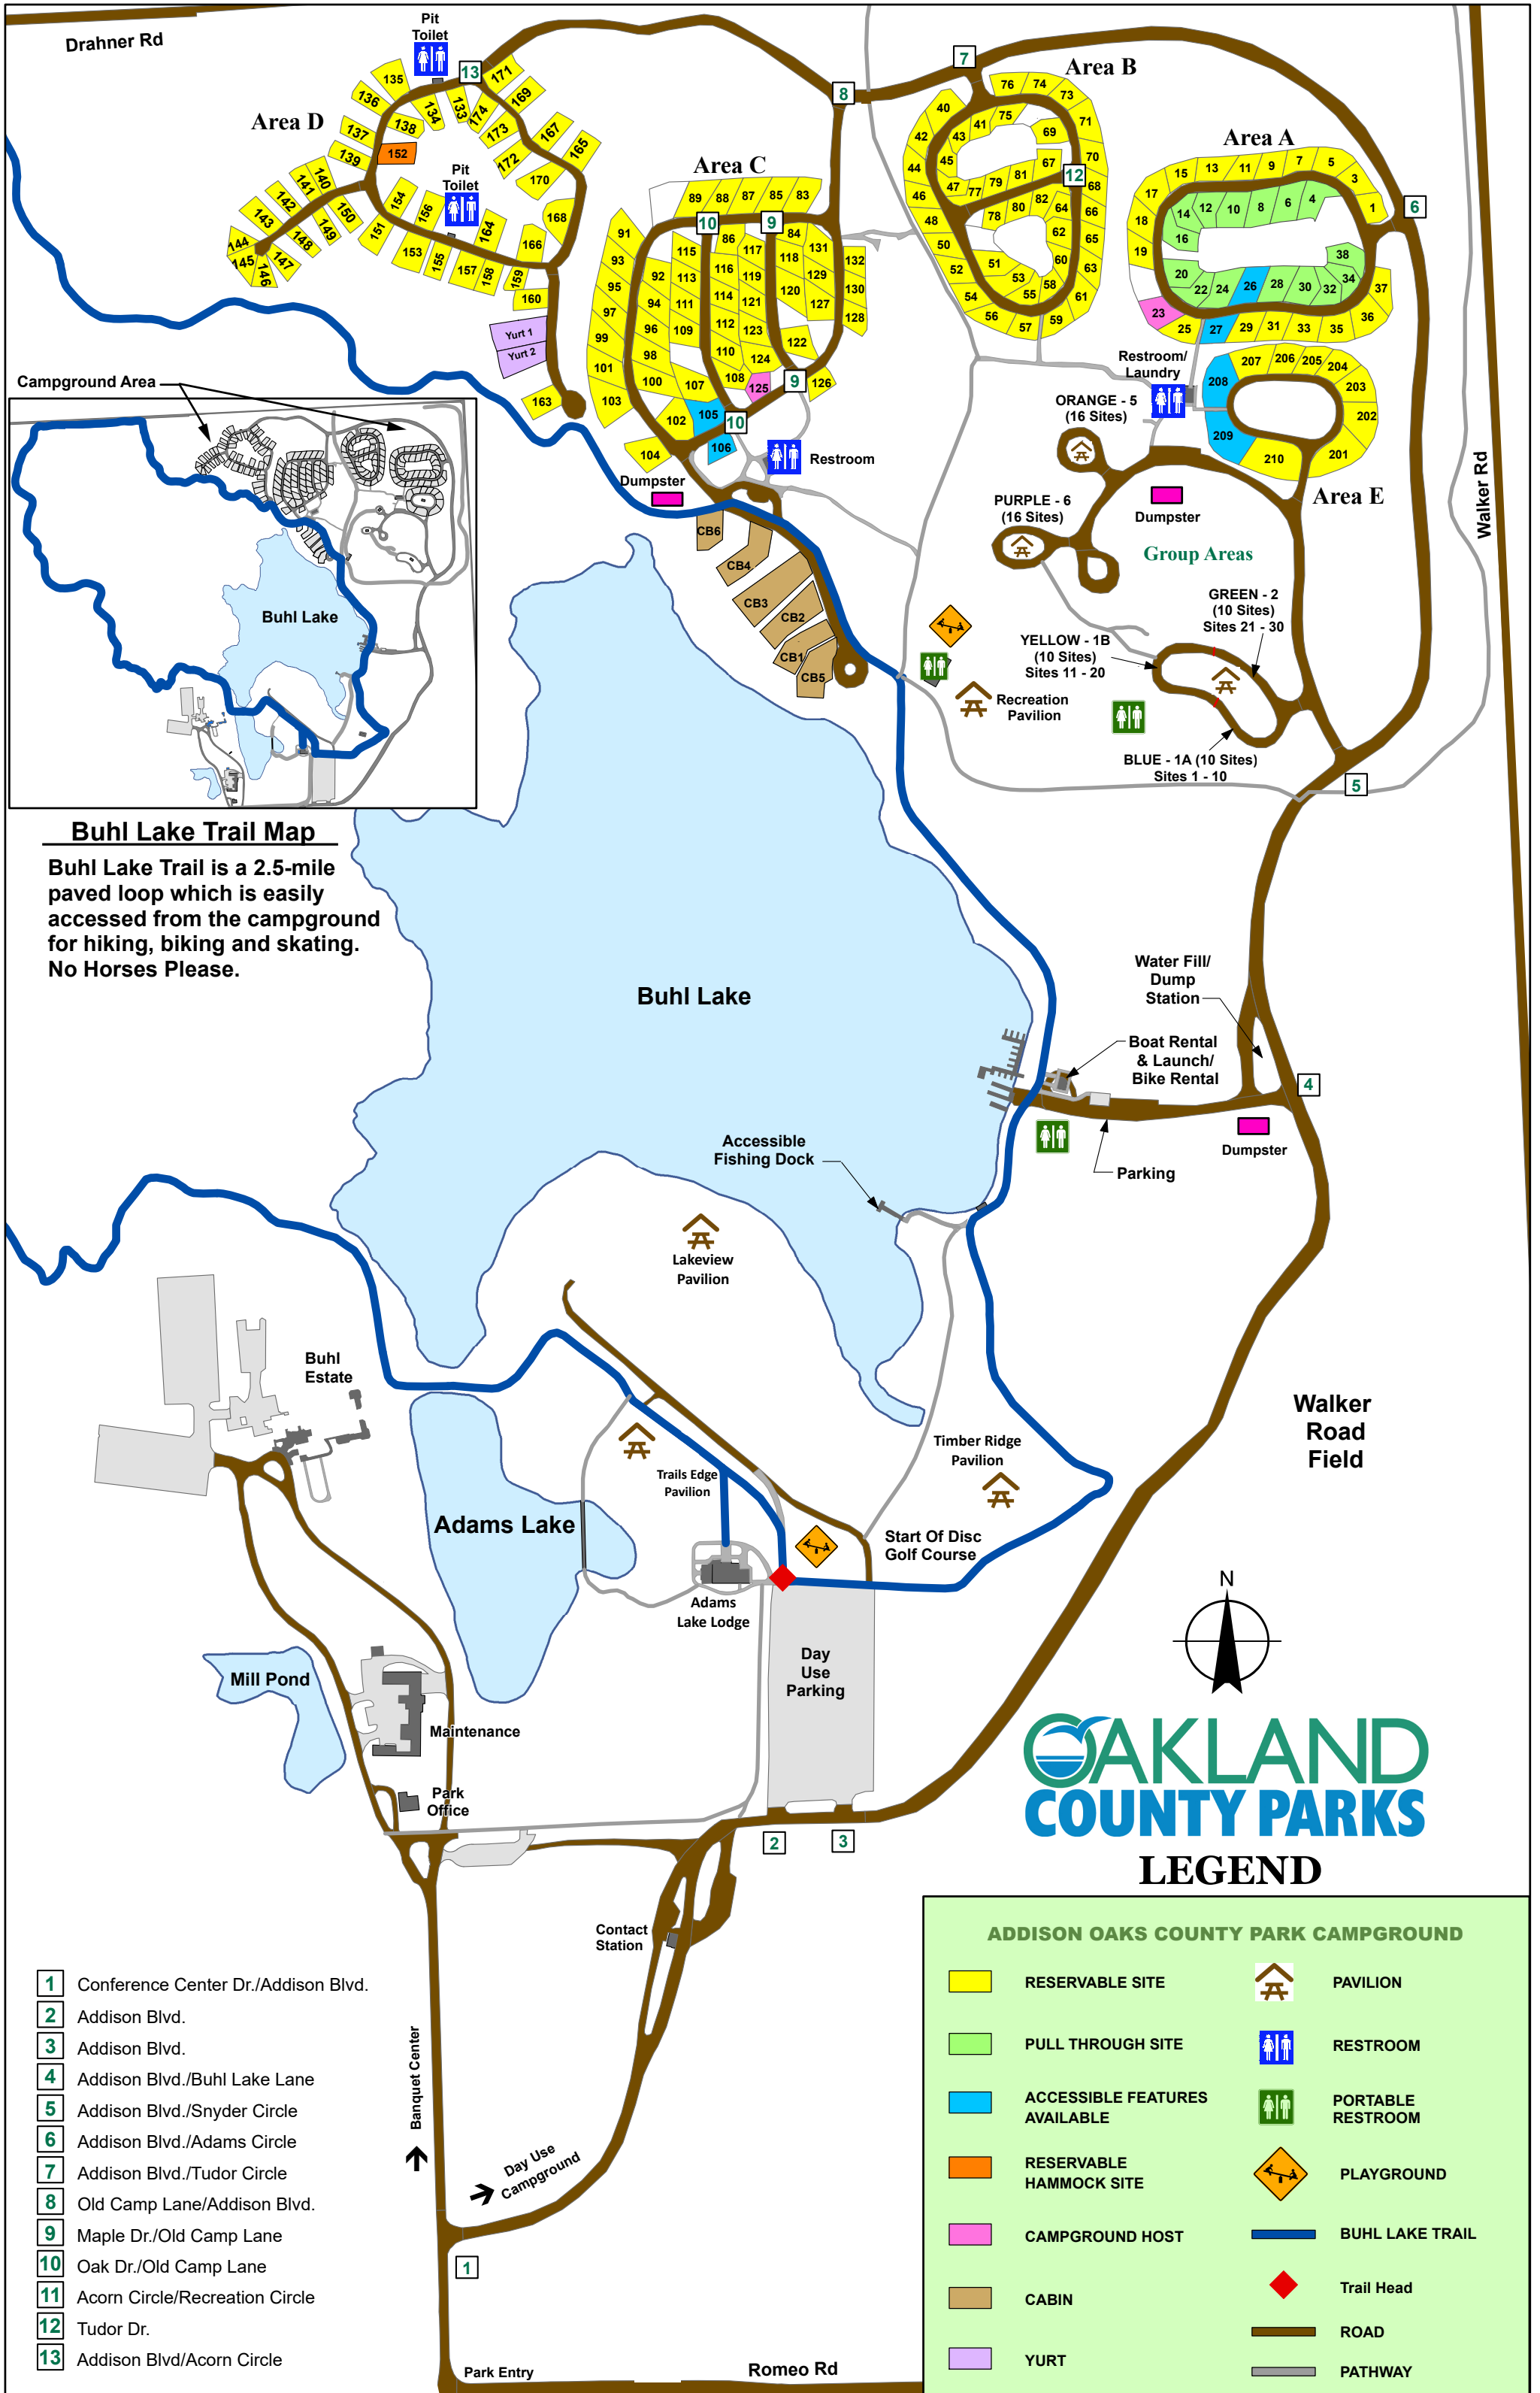 Drahner Rd
Pit
Toilet
13
171
135
136
134
133
174
169
Area D
137
138
173
167
165
139
152
172
170
140
141
142
143
150
154
156
Pit
Toilet
164
168
144
145
146
147
148
149
151
153
155
157
158
159
166
160
Yurt 1
Yurt 2
163
8
Area C
89
88
87
85
83
10
9
91
93
95
97
99
101
103
92
94
96
98
100
102
104
115
113
111
109
107
105
106
86
116
114
112
110
108
117
119
121
123
124
125
84
118
120
122
131
129
127
126
132
130
128
9
10
Restroom
Dumpster
7
Area B
76
74
73
71
70
68
66
65
63
61
59
57
56
54
52
50
48
46
44
42
40
43
41
75
69
67
45
47
77
79
81
12
78
80
82
64
62
60
58
55
53
51
Area A
15
13
11
9
7
5
3
1
6
17
18
19
14
12
10
8
6
4
16
38
20
22
24
26
28
30
32
34
37
36
23
25
27
29
31
33
35
Restroom/
Laundry
207
206
205
204
203
202
201
208
209
210
Area E
ORANGE - 5
(16 Sites)
PURPLE - 6
(16 Sites)
Dumpster
Group Areas
GREEN - 2
(10 Sites)
Sites 21 - 30
YELLOW - 1B
(10 Sites)
Sites 11 - 20
BLUE - 1A (10 Sites)
Sites 1 - 10
5
Walker Rd
Recreation
Pavilion
CB6
CB4
CB3
CB2
CB1
CB5
Campground Area
Buhl Lake
Buhl Lake Trail Map
Buhl Lake Trail is a 2.5-mile
paved loop which is easily
accessed from the campground
for hiking, biking and skating.
No Horses Please.
Buhl Lake
Water Fill/
Dump
Station
Boat Rental
& Launch/
Bike Rental
4
Dumpster
Parking
Accessible
Fishing Dock
Lakeview
Pavilion
Buhl
Estate
Walker
Road
Field
Timber Ridge
Pavilion
Trails Edge
Pavilion
Adams Lake
Start Of Disc
Golf Course
Adams
Lake Lodge
Day
Use
Parking
N
Mill Pond
Maintenance
Park
Office
2
3
Contact
Station
OAKLAND
COUNTY PARKS
LEGEND
ADDISON OAKS COUNTY PARK CAMPGROUND
RESERVABLE SITE
PULL THROUGH SITE
ACCESSIBLE FEATURES
AVAILABLE
RESERVABLE
HAMMOCK SITE
CAMPGROUND HOST
CABIN
YURT
PAVILION
RESTROOM
PORTABLE
RESTROOM
PLAYGROUND
BUHL LAKE TRAIL
Trail Head
ROAD
PATHWAY
1 Conference Center Dr./Addison Blvd.
2 Addison Blvd.
3 Addison Blvd.
4 Addison Blvd./Buhl Lake Lane
5 Addison Blvd./Snyder Circle
6 Addison Blvd./Adams Circle
7 Addison Blvd./Tudor Circle
8 Old Camp Lane/Addison Blvd.
9 Maple Dr./Old Camp Lane
10 Oak Dr./Old Camp Lane
11 Acorn Circle/Recreation Circle
12 Tudor Dr.
13 Addison Blvd/Acorn Circle
Banquet Center
Day Use
Campground
1
Park Entry
Romeo Rd